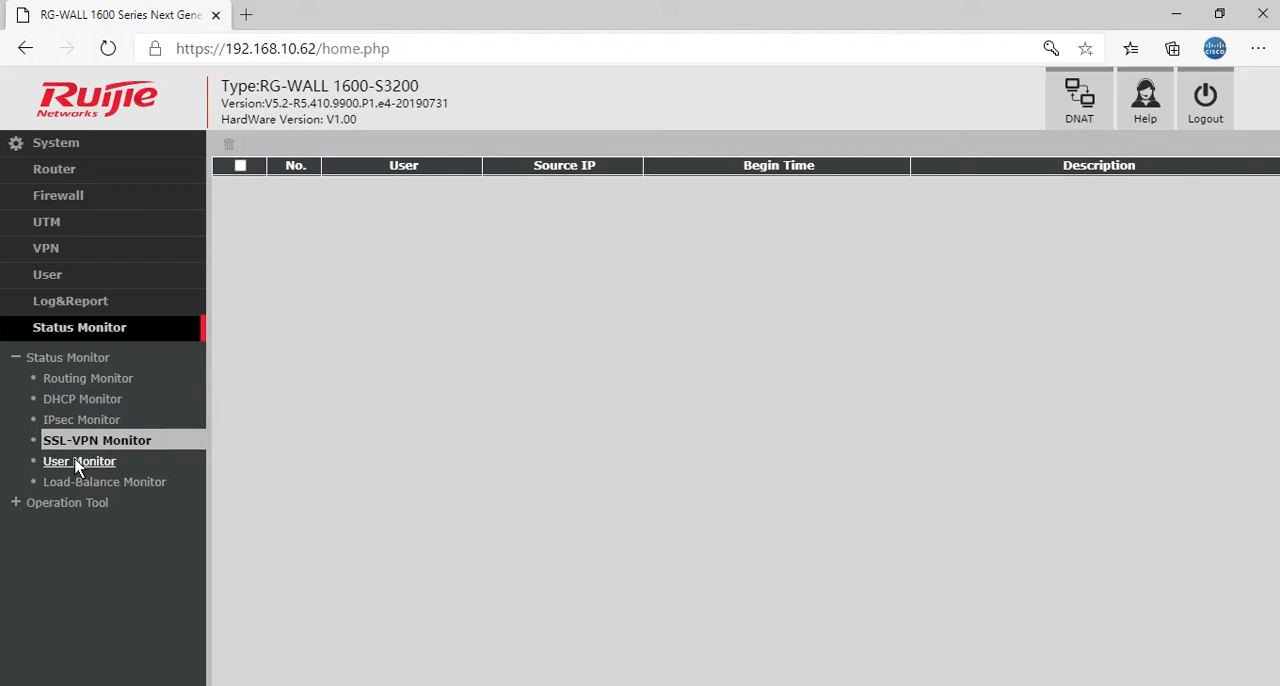 RG-WALL 1600 Series Next Gene
https://192.168.10.62/home.php
cisco
Ruijie
Networks
Type:RG-WALL 1600-S3200
Version:V5.2-R5.410.9900.P1.e4-20190731
HardWare Version: V1.00
DNAT
Help
Logout
System
Router
Firewall
UTM
VPN
User
Log&Report
Status Monitor
Status Monitor
Routing Monitor
DHCP Monitor
IPsec Monitor
SSL-VPN Monitor
User Monitor
Load-Balance Monitor
Operation Tool
No. User Source IP Begin Time Description